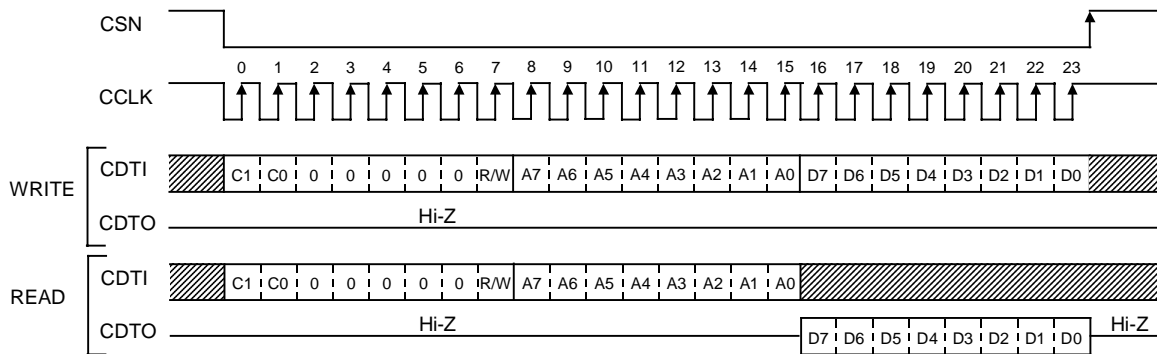 CSN
0 1 2 3 4 5 6 7 8 9 10 11 12 13 14 15 16 17 18 19 20 21 22 23
CCLK
WRITE
CDTI C1 C0 0 0 0 0 0 R/W A7 A6 A5 A4 A3 A2 A1 A0 D7 D6 D5 D4 D3 D2 D1 D0
CDTO Hi-Z
READ
CDTI C1 C0 0 0 0 0 0 R/W A7 A6 A5 A4 A3 A2 A1 A0
CDTO Hi-Z D7 D6 D5 D4 D3 D2 D1 D0 Hi-Z